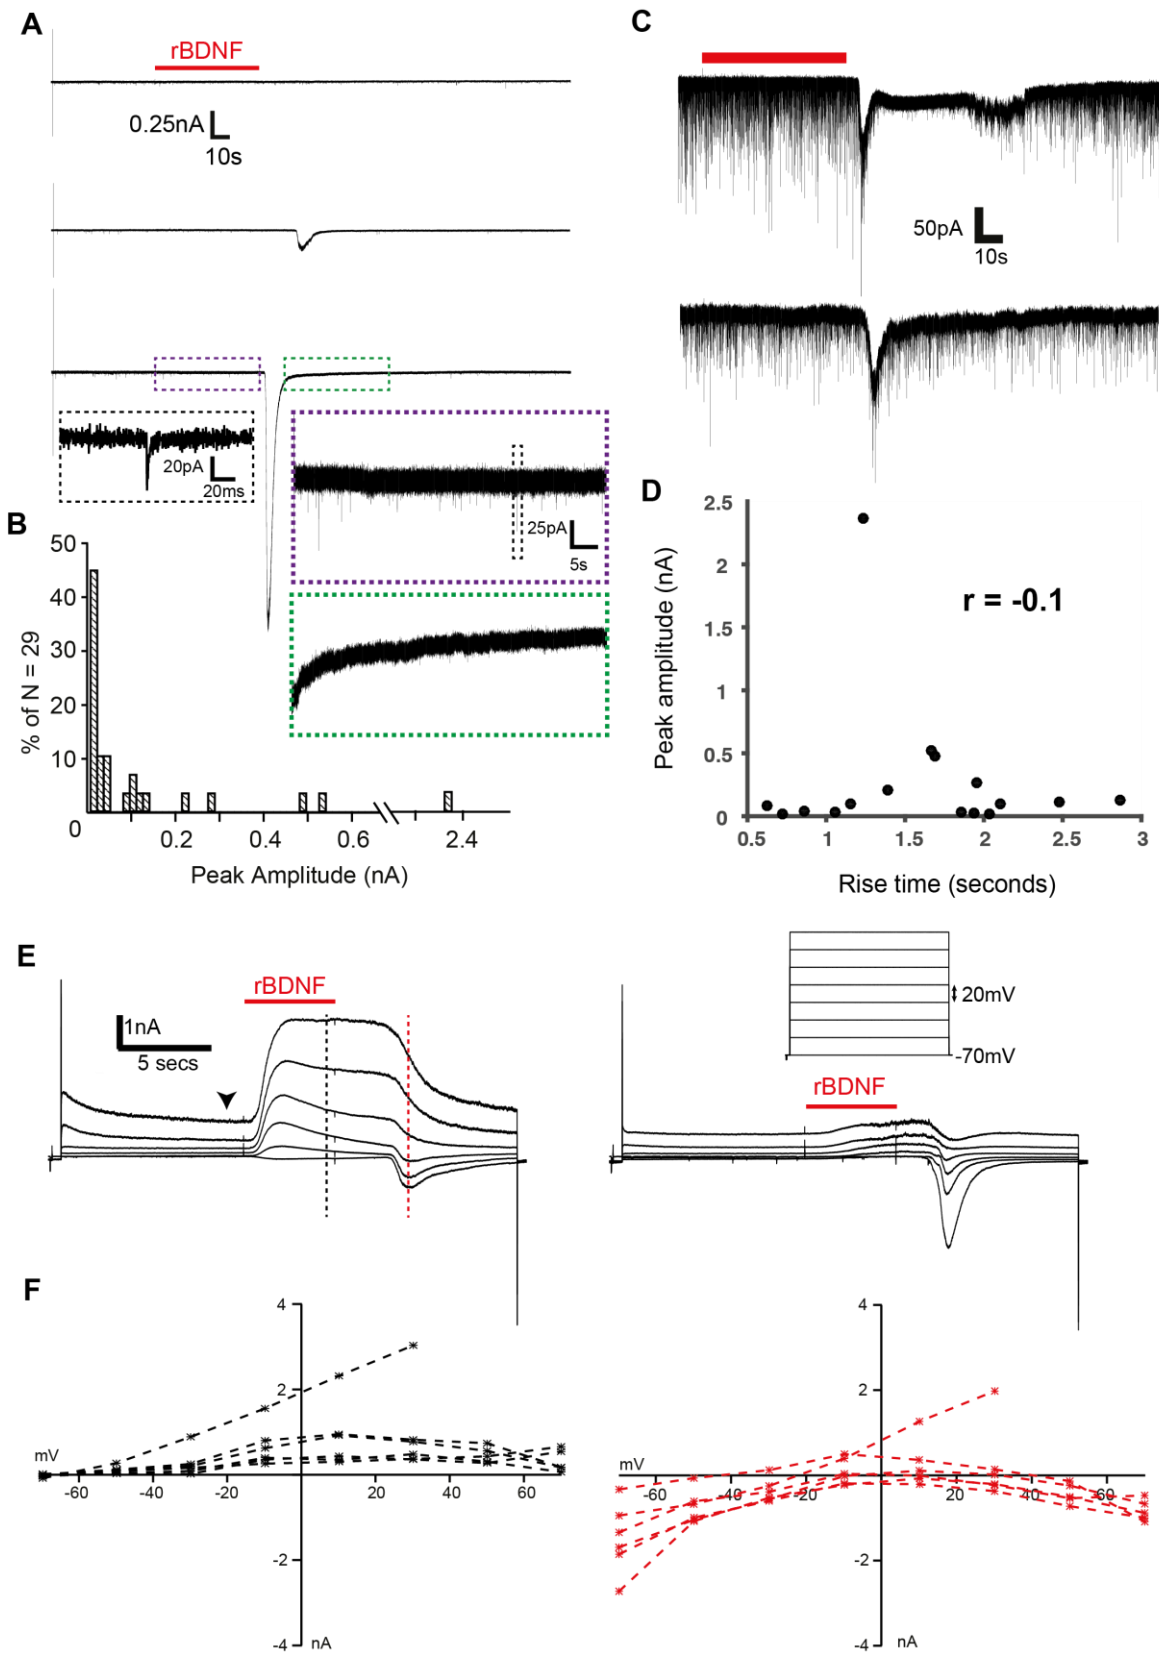 A
rBDNF
0.25nA
10s
20pA
20ms
25pA
5s
B
50
40
30
20
10
0
% of N = 29
0.2
0.4
0.6
2.4
Peak Amplitude (nA)
C
50pA
10s
D
2.5
2
1.5
1
0.5
0
Peak amplitude (nA)
r = -0.1
0.5
1
1.5
2
2.5
3
Rise time (seconds)
E
rBDNF
1nA
5 secs
20mV
-70mV
rBDNF
F
4
2
-2
-4
mV
-60
-40
-20
20
40
60
nA
4
2
-2
-4
mV
-60
-40
-20
20
40
60
nA